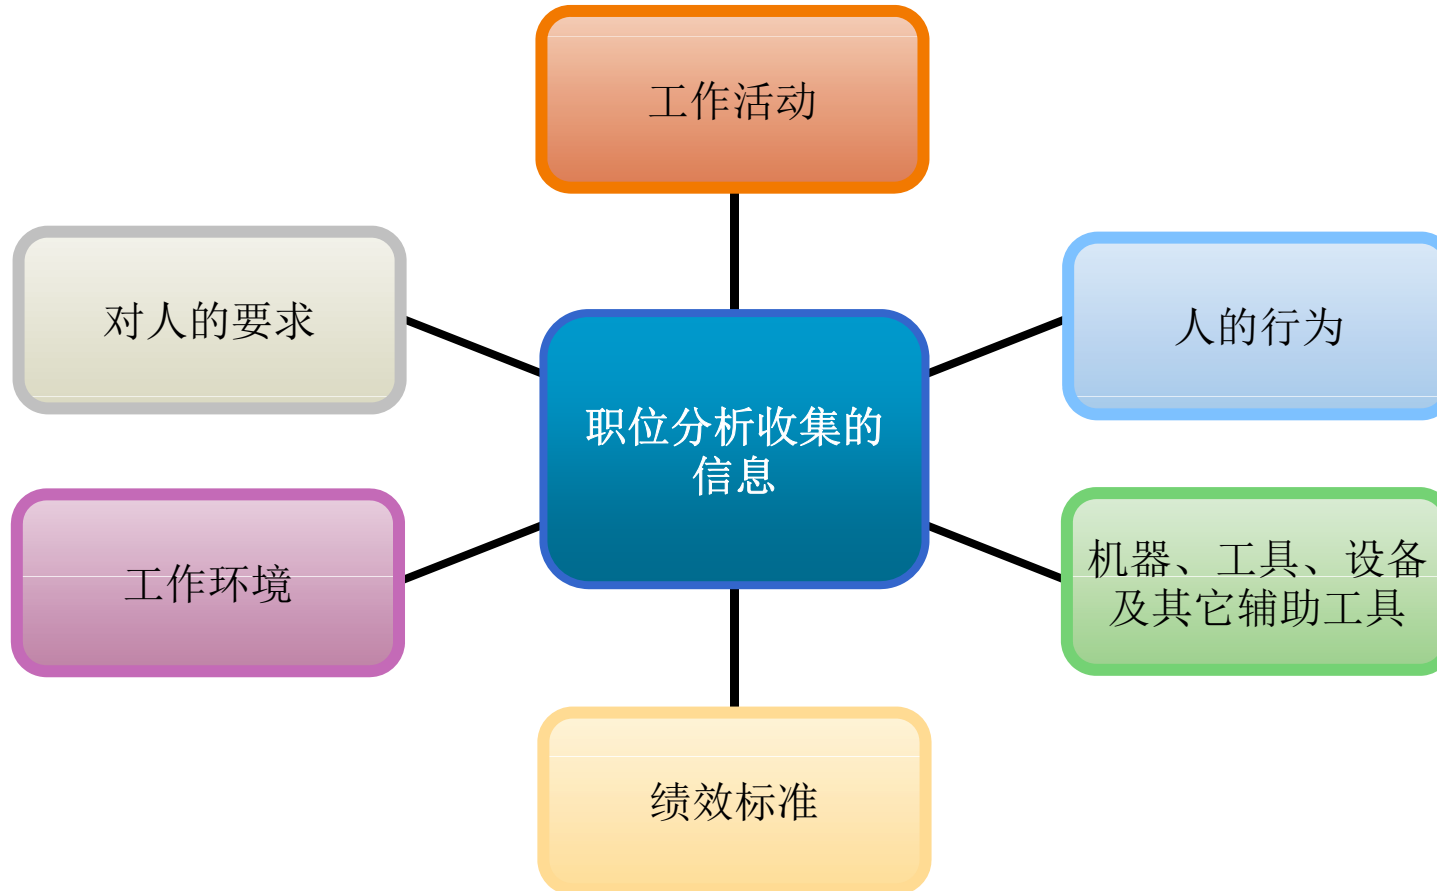 工作活动
对人的要求
人的行为
职位分析收集的
信息
工作环境
机器、工具、设备
及其它辅助工具
绩效标准